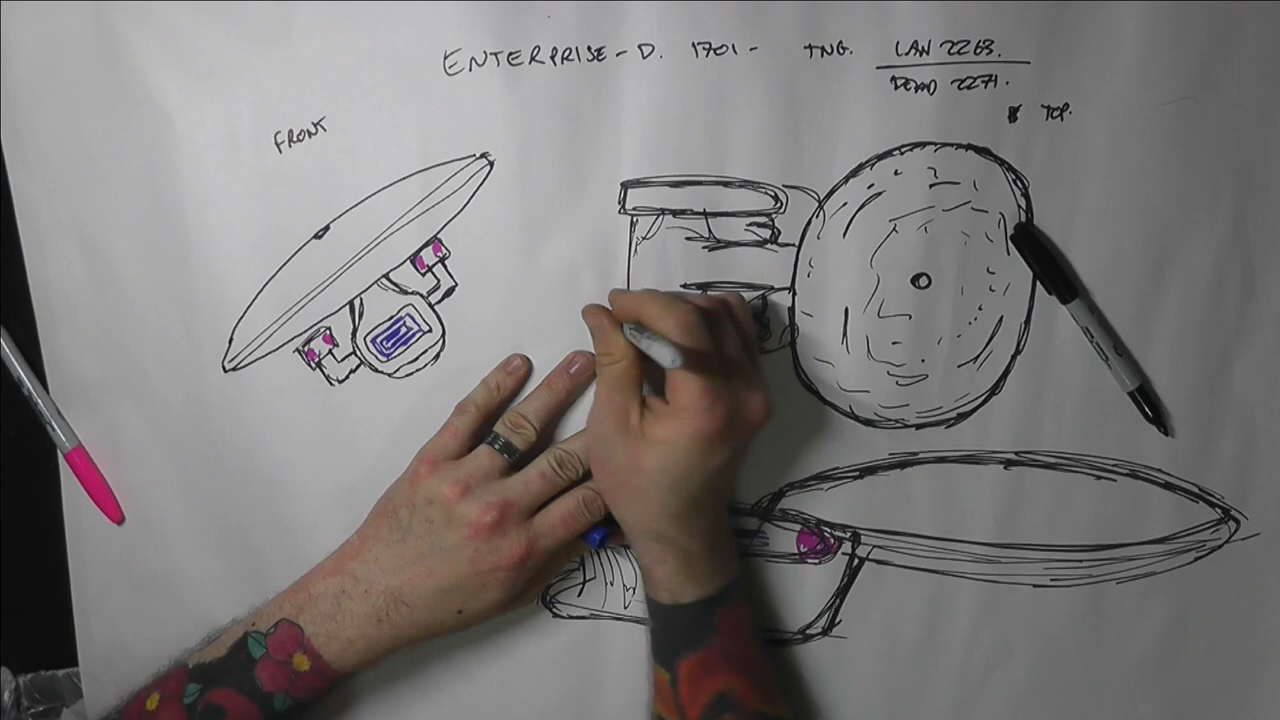 ENTERPRISE - D. 1701 - TNG. LAN 2263.
DEAD 2271.
TOP.
FRONT